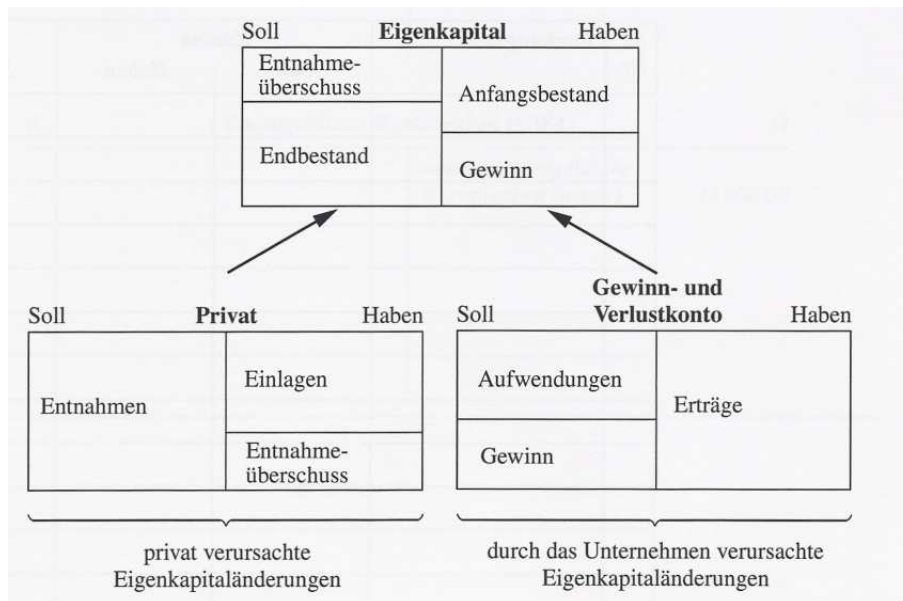 Soll Eigenkapital Haben
Entnahme-
überschuss
Anfangsbestand
Endbestand
Gewinn
Soll Privat Haben
Entnahmen
Einlagen
Entnahme-
überschuss
Gewinn- und
Soll Verlustkonto Haben
Aufwendungen
Erträge
Gewinn
privat verursachte
Eigenkapitaländerungen
durch das Unternehmen verursachte
Eigenkapitaländerungen